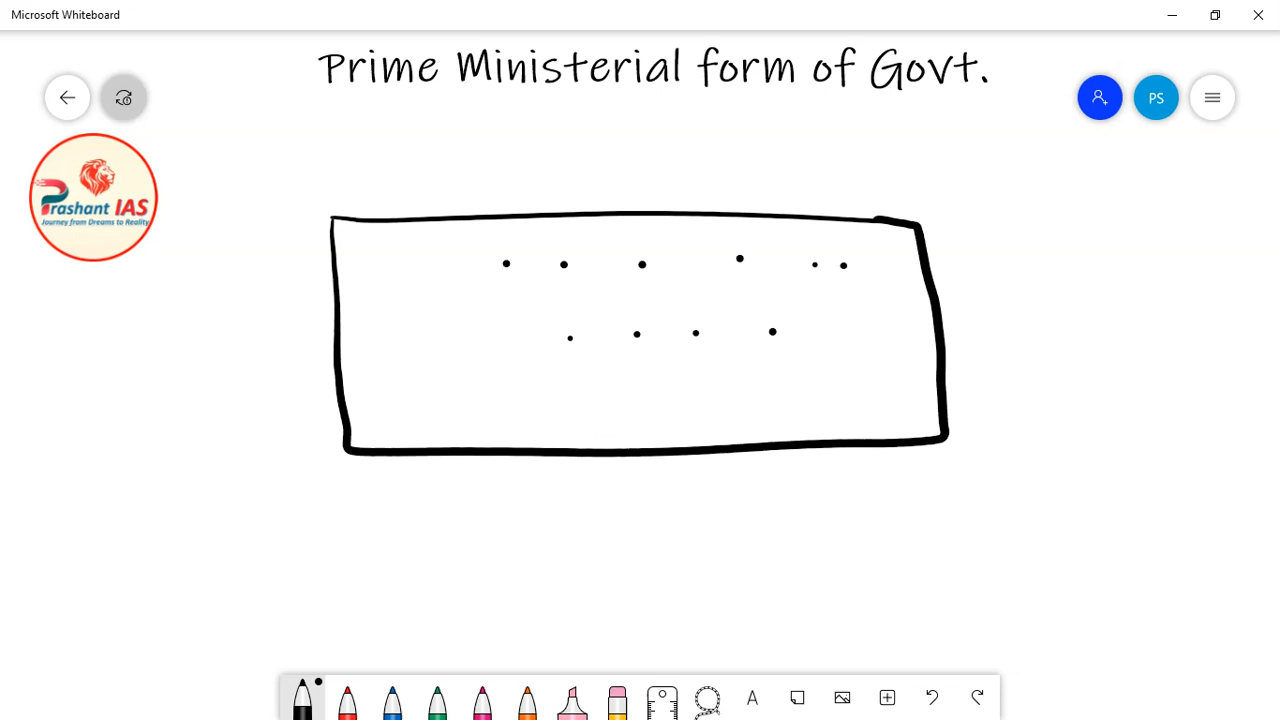 Microsoft Whiteboard
Prime Ministerial form of Govt.
PS
Prashant IAS
Journey from Dreams to Reality
A